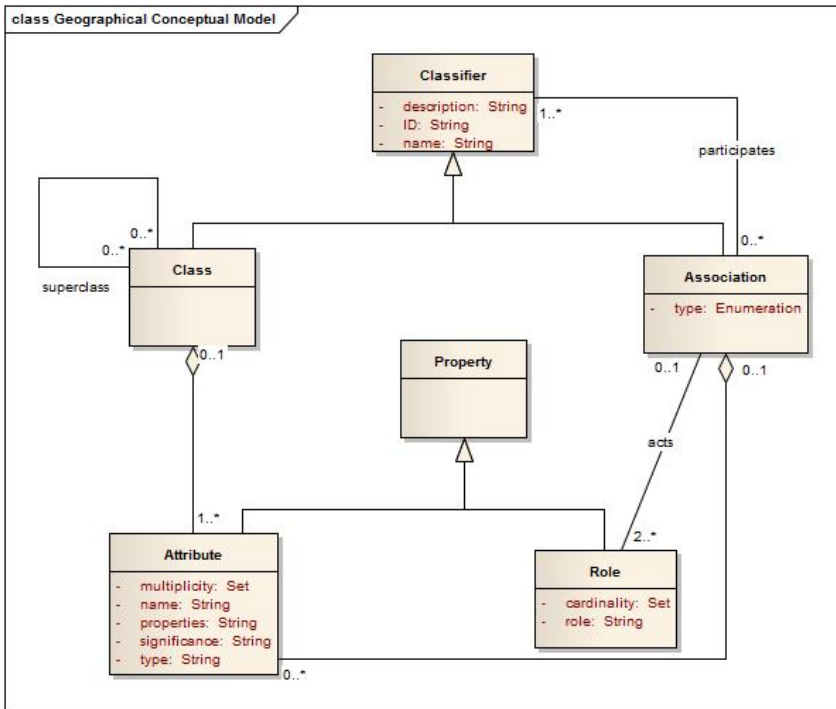 class Geographical Conceptual Model
Classifier
- description: String
- ID: String
- name: String
1..*
participates
0..*
0..*
0..*
superclass
Class
0..1
Association
- type: Enumeration
0..1
0..1
Property
acts
1..*
2..*
Attribute
- multiplicity: Set
- name: String
- properties: String
- significance: String
- type: String
0..*
Role
- cardinality: Set
- role: String